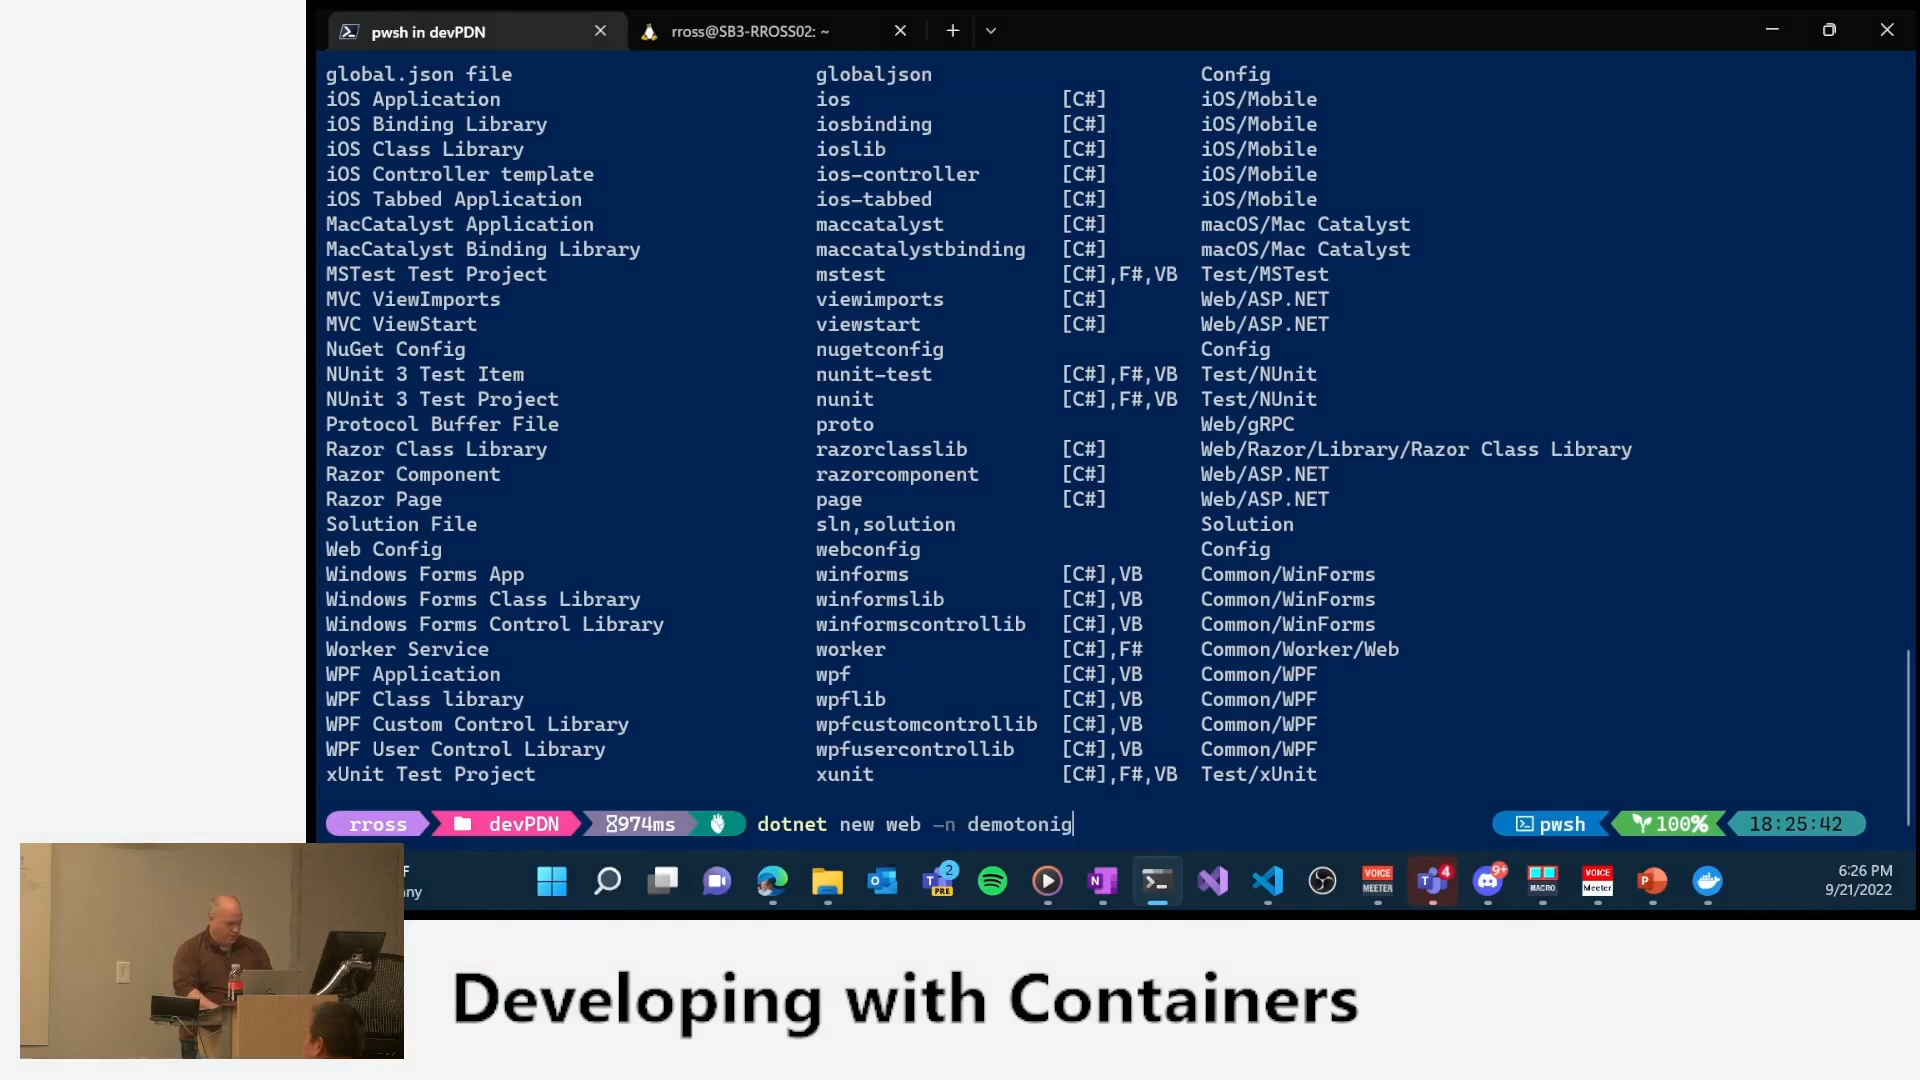 pwsh in devPDN
rross@SB3-RROSS02: ~
global.json file globaljson Config
iOS Application ios [C#] iOS/Mobile
iOS Binding Library iosbinding [C#] iOS/Mobile
iOS Class Library ioslib [C#] iOS/Mobile
iOS Controller template ios-controller [C#] iOS/Mobile
iOS Tabbed Application ios-tabbed [C#] iOS/Mobile
MacCatalyst Application maccatalyst [C#] macOS/Mac Catalyst
MacCatalyst Binding Library maccatalystbinding [C#] macOS/Mac Catalyst
MSTest Test Project mstest [C#],F#,VB Test/MSTest
MVC ViewImports viewimports [C#] Web/ASP.NET
MVC ViewStart viewstart [C#] Web/ASP.NET
NuGet Config nugetconfig Config
NUnit 3 Test Item nunit-test [C#],F#,VB Test/NUnit
NUnit 3 Test Project nunit [C#],F#,VB Test/NUnit
Protocol Buffer File proto Web/gRPC
Razor Class Library razorclasslib [C#] Web/Razor/Library/Razor Class Library
Razor Component razorcomponent [C#] Web/ASP.NET
Razor Page page [C#] Web/ASP.NET
Solution File sln,solution Solution
Web Config webconfig Config
Windows Forms App winforms [C#],VB Common/WinForms
Windows Forms Class Library winformslib [C#],VB Common/WinForms
Windows Forms Control Library winformscontrollib [C#],VB Common/WinForms
Worker Service worker [C#],F# Common/Worker/Web
WPF Application wpf [C#],VB Common/WPF
WPF Class library wpflib [C#],VB Common/WPF
WPF Custom Control Library wpfcustomcontrollib [C#],VB Common/WPF
WPF User Control Library wpfusercontrollib [C#],VB Common/WPF
xUnit Test Project xunit [C#],F#,VB Test/xUnit
rross devPDN 974ms dotnet new web -n demotonig pwsh 100% 18:25:42
6:26 PM
9/21/2022
Developing with Containers